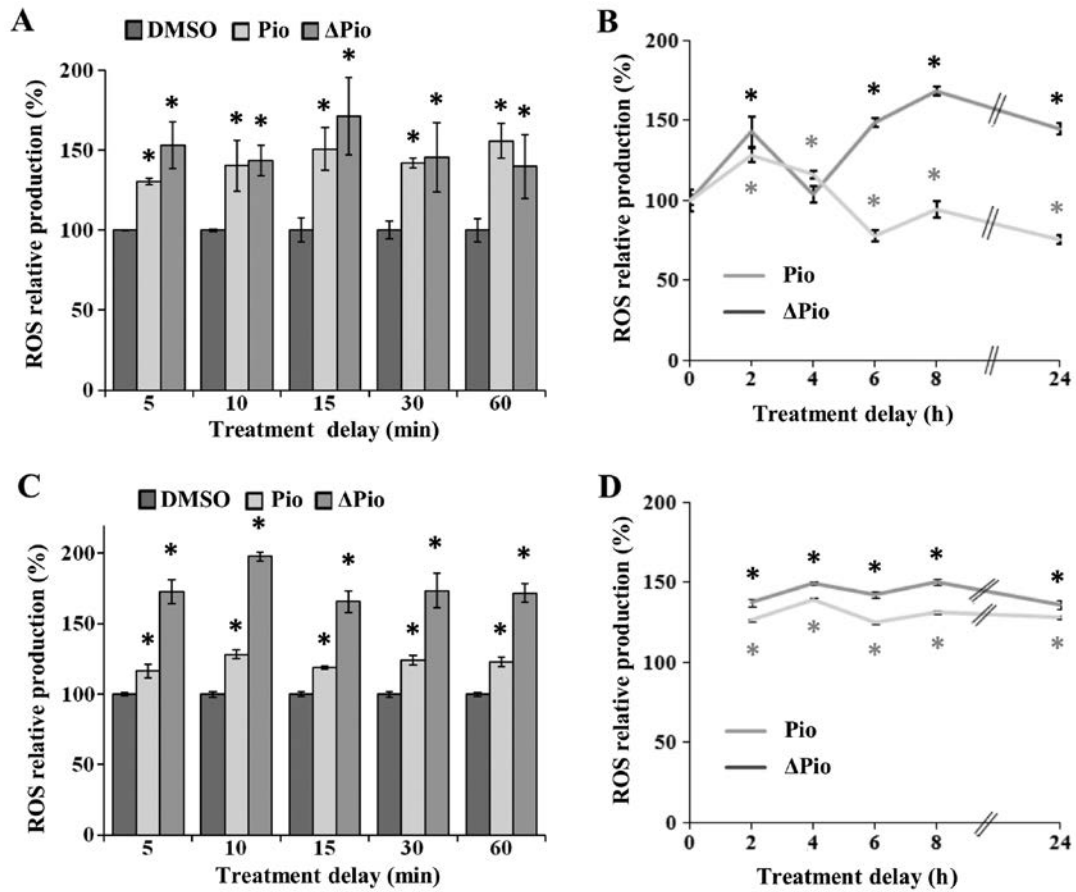 A
DMSO Pio ΔPio
ROS relative production (%)
200
150
100
50
0
* * * * * * * * * *
5 10 15 30 60
Treatment delay (min)
B
ROS relative production (%)
200
150
100
50
0
* * * * * * * * *
Pio
ΔPio
0 2 4 6 8 24
Treatment delay (h)
C
DMSO Pio ΔPio
ROS relative production (%)
200
150
100
50
0
* * * * * * * * * *
5 10 15 30 60
Treatment delay (min)
D
ROS relative production (%)
200
150
100
50
0
* * * * * * * * * *
Pio
ΔPio
0 2 4 6 8 24
Treatment delay (h)